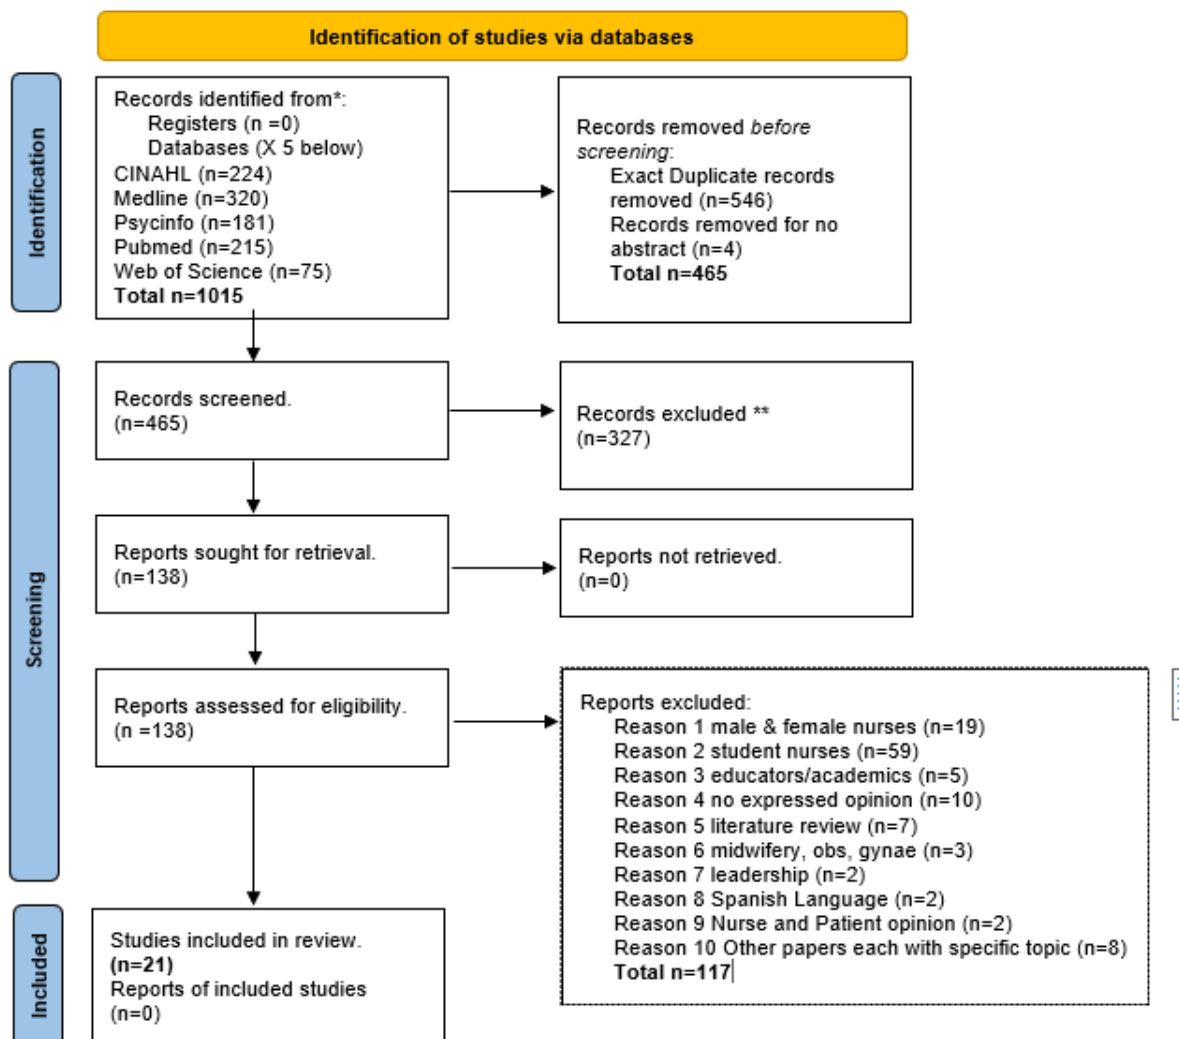 Identification of studies via databases
Identification
Records identified from*:
Registers (n =0)
Databases (X 5 below)
CINAHL (n=224)
Medline (n=320)
Psycinfo (n=181)
Pubmed (n=215)
Web of Science (n=75)
Total n=1015
Records removed before
screening:
Exact Duplicate records
removed (n=546)
Records removed for no
abstract (n=4)
Total n=465
Screening
Records screened.
(n=465)
Records excluded **
(n=327)
Reports sought for retrieval.
(n=138)
Reports not retrieved.
(n=0)
Reports assessed for eligibility.
(n =138)
Reports excluded:
Reason 1 male & female nurses (n=19)
Reason 2 student nurses (n=59)
Reason 3 educators/academics (n=5)
Reason 4 no expressed opinion (n=10)
Reason 5 literature review (n=7)
Reason 6 midwifery, obs, gynae (n=3)
Reason 7 leadership (n=2)
Reason 8 Spanish Language (n=2)
Reason 9 Nurse and Patient opinion (n=2)
Reason 10 Other papers each with specific topic (n=8)
Total n=117
Included
Studies included in review.
(n=21)
Reports of included studies
(n=0)